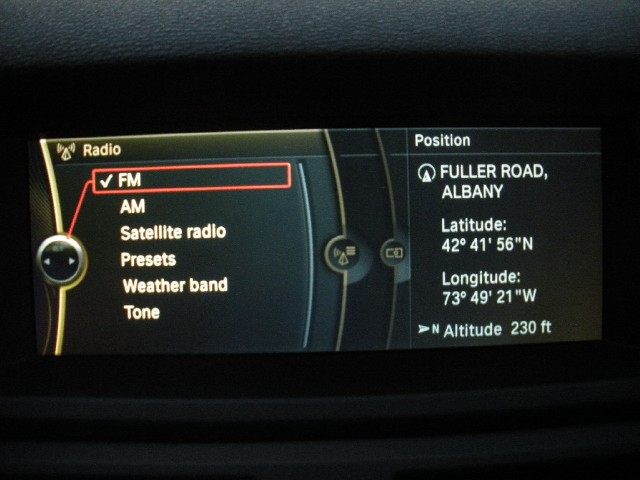 Radio
FM
AM
Satellite radio
Presets
Weather band
Tone
Position
FULLER ROAD,
ALBANY
Latitude:
42° 41' 56"N
Longitude:
73° 49' 21"W
N Altitude 230 ft